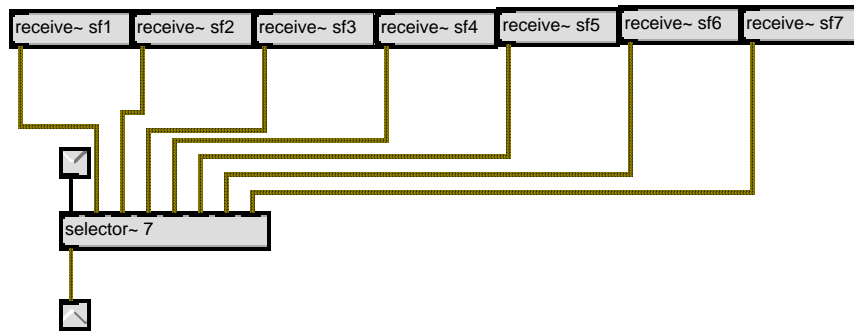 receive~ sf1
receive~ sf2
receive~ sf3
receive~ sf4
receive~ sf5
receive~ sf6
receive~ sf7
selector~ 7